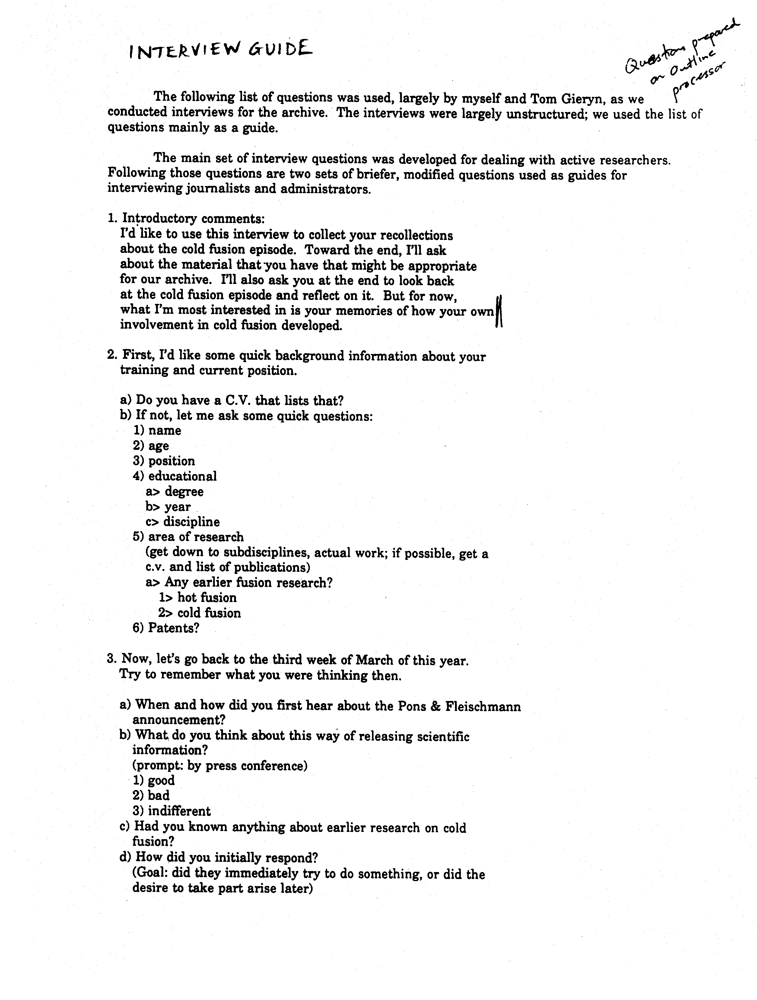 INTERVIEW GUIDE
Questions prepared
on Outline
processor
The following list of questions was used, largely by myself and Tom Gieryn, as we
conducted interviews for the archive. The interviews were largely unstructured; we used the list of
questions mainly as a guide.
The main set of interview questions was developed for dealing with active researchers.
Following those questions are two sets of briefer, modified questions used as guides for
interviewing journalists and administrators.
1. Introductory comments:
I'd like to use this interview to collect your recollections
about the cold fusion episode. Toward the end, I'll ask
about the material that you have that might be appropriate
for our archive. I'll also ask you at the end to look back
at the cold fusion episode and reflect on it. But for now,
what I'm most interested in is your memories of how your own
involvement in cold fusion developed.
2. First, I'd like some quick background information about your
training and current position.
a) Do you have a C.V. that lists that?
b) If not, let me ask some quick questions:
1) name
2) age
3) position
4) educational
a> degree
b> year
c> discipline
5) area of research
(get down to subdisciplines, actual work; if possible, get a
c.v. and list of publications)
a> Any earlier fusion research?
1> hot fusion
2> cold fusion
6) Patents?
3. Now, let's go back to the third week of March of this year.
Try to remember what you were thinking then.
a) When and how did you first hear about the Pons & Fleischmann
announcement?
b) What do you think about this way of releasing scientific
information?
(prompt: by press conference)
1) good
2) bad
3) indifferent
c) Had you known anything about earlier research on cold
fusion?
d) How did you initially respond?
(Goal: did they immediately try to do something, or did the
desire to take part arise later)